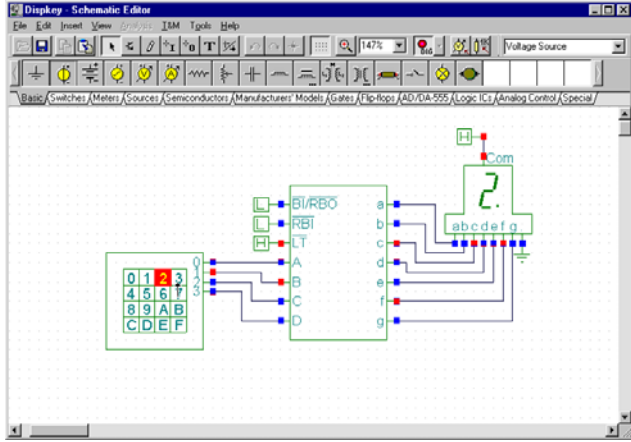 Dispkey - Schematic Editor
File Edit Insert View Analysis T&M Tools Help
147% DIG Voltage Source
Basic Switches Meters Sources Semiconductors Manufacturers' Models Gates Flip-flops AD/DA-555 Logic ICs Analog Control Special
H
Com
2.
a b c d e f g
L BI/RBO a
L RBI b
H LT c
A d
B e
C f
D g
0 1 2 3
4 5 6 7
8 9 A B
C D E F
0
1
2
3